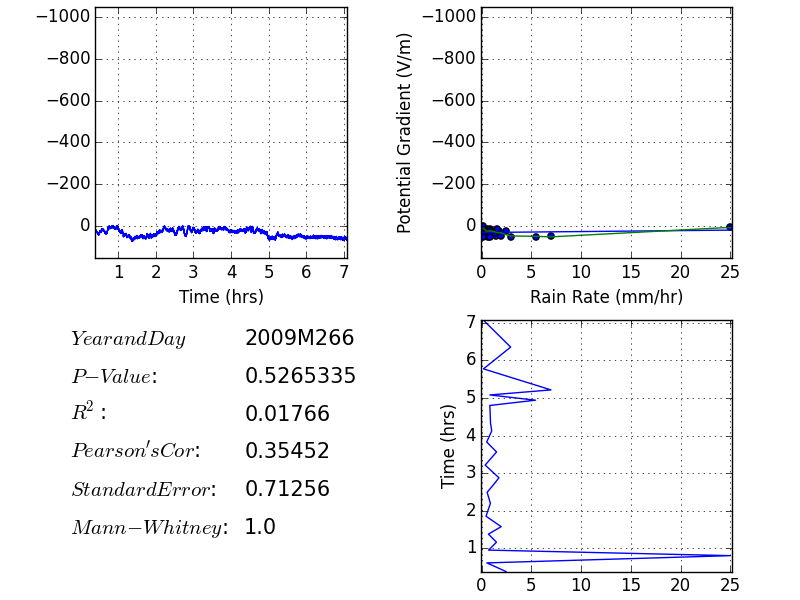 −1000
−800
−600
−400
−200
0
1 2 3 4 5 6 7
Time (hrs)
Potential Gradient (V/m)
−1000
−800
−600
−400
−200
0
0 5 10 15 20 25
Rain Rate (mm/hr)
YearandDay 2009M266
P−Value: 0.5265335
R²: 0.01766
Pearson'sCor: 0.35452
StandardError: 0.71256
Mann−Whitney: 1.0
Time (hrs)
7
6
5
4
3
2
1
0 5 10 15 20 25